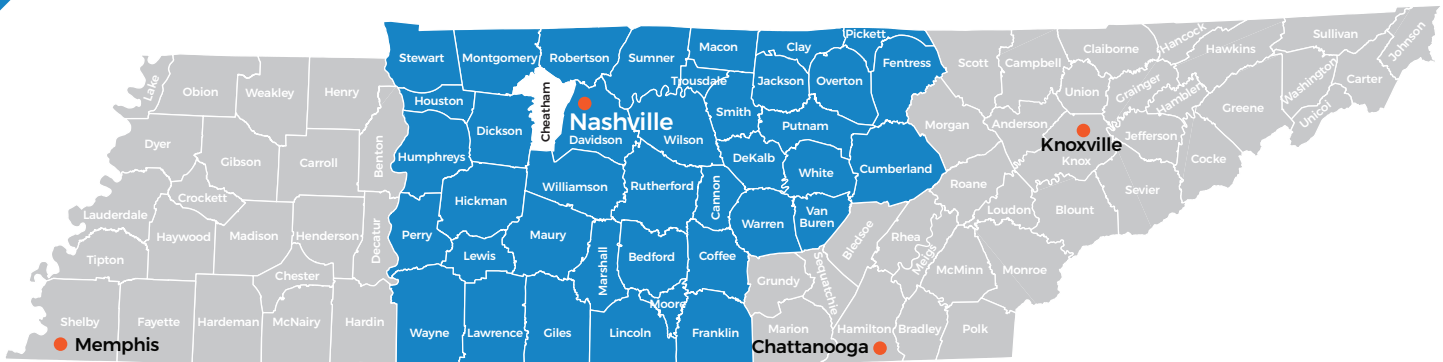 Stewart
Montgomery
Robertson
Sumner
Macon
Clay
Pickett
Fentress
Scott
Campbell
Claiborne
Hancock
Hawkins
Sullivan
Johnson
Lake
Obion
Weakley
Henry
Houston
Dickson
Cheatham
Nashville
Davidson
Trousdale
Wilson
Smith
Jackson
Overton
Putnam
Morgan
Anderson
Union
Grainger
Hamblen
Greene
Washington
Unicoi
Carter
Dyer
Gibson
Carroll
Benton
Humphreys
Williamson
Rutherford
Cannon
DeKalb
White
Cumberland
Roane
Knoxville
Knox
Jefferson
Cocke
Sevier
Lauderdale
Crockett
Haywood
Madison
Henderson
Decatur
Perry
Hickman
Lewis
Maury
Marshall
Bedford
Coffee
Warren
Van
Buren
Bledsoe
Rhea
Meigs
Loudon
Blount
Tipton
Chester
Grundy
Sequatchie
McMinn
Monroe
Shelby
Memphis
Fayette
Hardeman
McNairy
Hardin
Wayne
Lawrence
Giles
Lincoln
Moore
Franklin
Marion
Hamilton
Chattanooga
Bradley
Polk